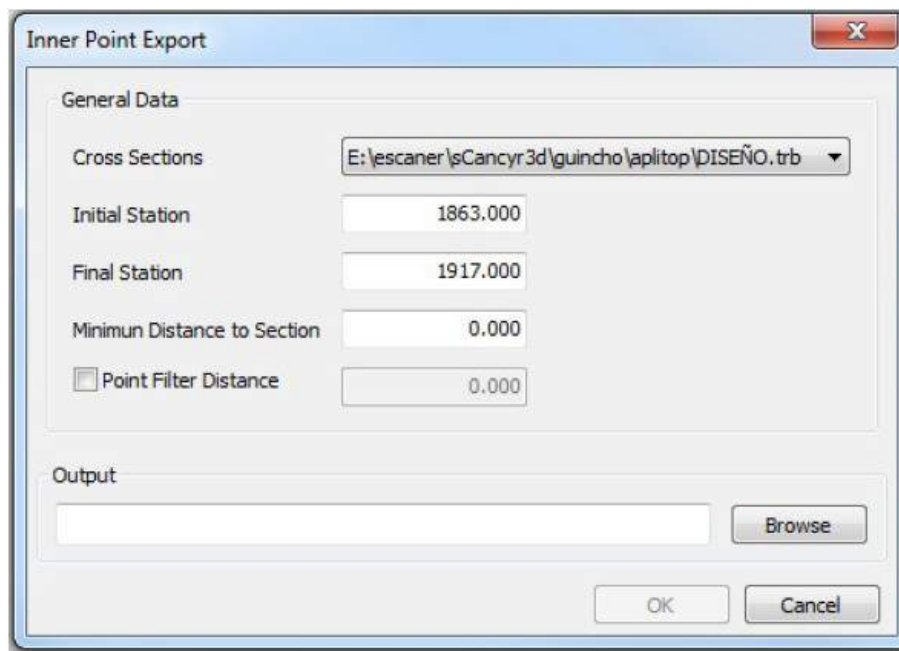 Inner Point Export
General Data
Cross Sections E:\escaner\sCancyr3d\guincho\aplitop\DISEÑO.trb
Initial Station 1863.000
Final Station 1917.000
Minimun Distance to Section 0.000
Point Filter Distance 0.000
Output
Browse
OK Cancel